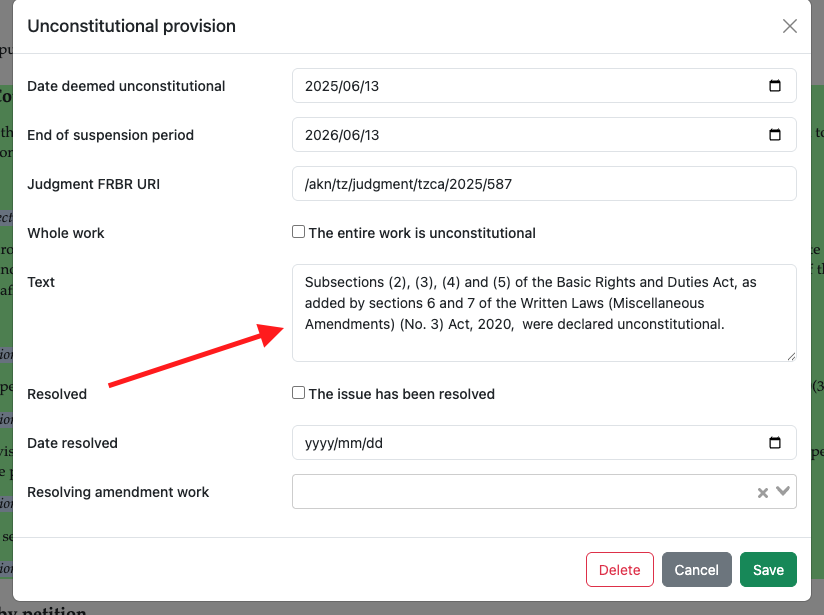 Unconstitutional provision
Date deemed unconstitutional
2025/06/13
End of suspension period
2026/06/13
Judgment FRBR URI
/akn/tz/judgment/tzca/2025/587
Whole work
The entire work is unconstitutional
Text
Subsections (2), (3), (4) and (5) of the Basic Rights and Duties Act, as
added by sections 6 and 7 of the Written Laws (Miscellaneous
Amendments) (No. 3) Act, 2020,  were declared unconstitutional.
Resolved
The issue has been resolved
Date resolved
yyyy/mm/dd
Resolving amendment work
Delete
Cancel
Save
by petition